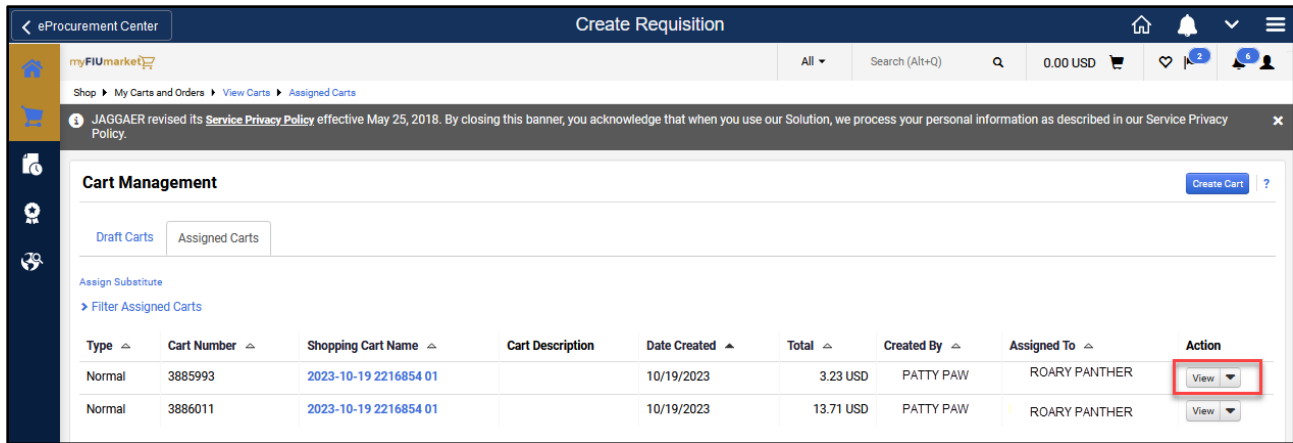 eProcurement Center
Create Requisition
myFIUmarket
All
Search (Alt+Q)
0.00 USD
2
6
Shop
My Carts and Orders
View Carts
Assigned Carts
JAGGAER revised its Service Privacy Policy effective May 25, 2018. By closing this banner, you acknowledge that when you use our Solution, we process your personal information as described in our Service Privacy
Policy.
Cart Management
Create Cart
?
Draft Carts
Assigned Carts
Assign Substitute
Filter Assigned Carts
Type Cart Number Shopping Cart Name Cart Description Date Created Total Created By Assigned To Action
Normal 3885993 2023-10-19 2216854 01 10/19/2023 3.23 USD PATTY PAW ROARY PANTHER View
Normal 3886011 2023-10-19 2216854 01 10/19/2023 13.71 USD PATTY PAW ROARY PANTHER View